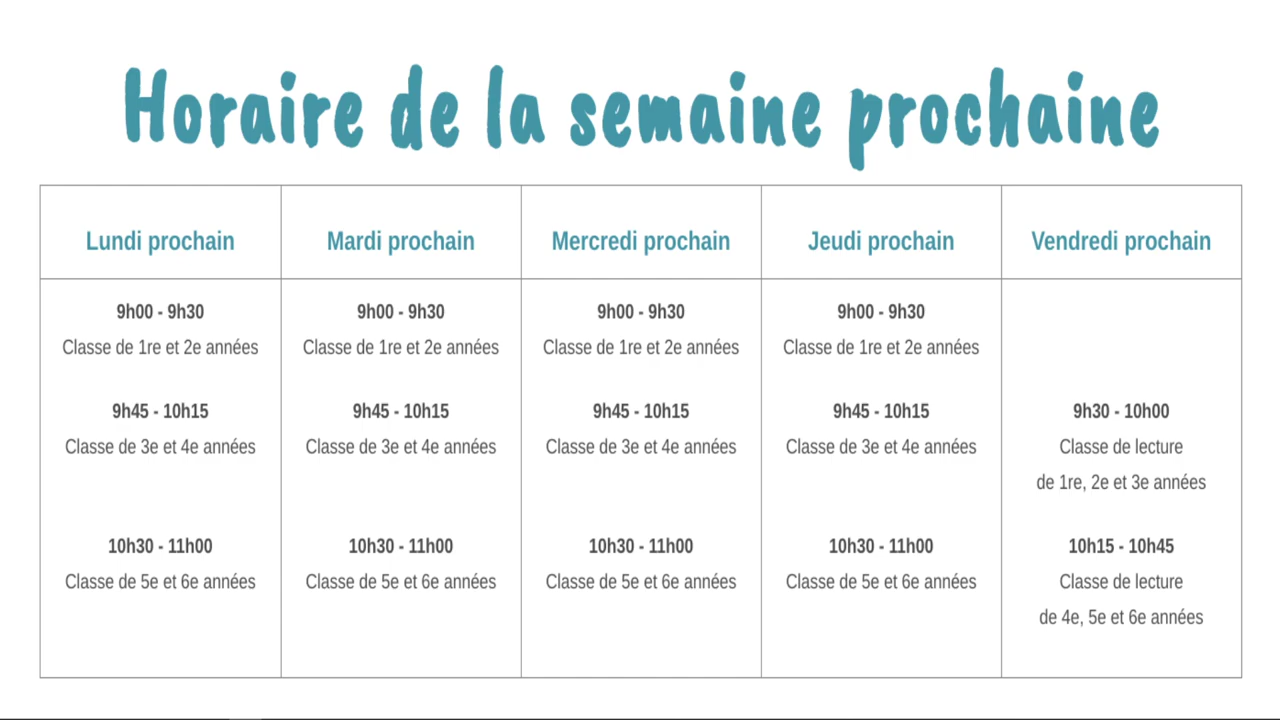 Horaire de la semaine prochaine
Lundi prochain
Mardi prochain
Mercredi prochain
Jeudi prochain
Vendredi prochain
9h00 - 9h30
Classe de 1re et 2e années
9h45 - 10h15
Classe de 3e et 4e années
10h30 - 11h00
Classe de 5e et 6e années
9h00 - 9h30
Classe de 1re et 2e années
9h45 - 10h15
Classe de 3e et 4e années
10h30 - 11h00
Classe de 5e et 6e années
9h00 - 9h30
Classe de 1re et 2e années
9h45 - 10h15
Classe de 3e et 4e années
10h30 - 11h00
Classe de 5e et 6e années
9h00 - 9h30
Classe de 1re et 2e années
9h45 - 10h15
Classe de 3e et 4e années
10h30 - 11h00
Classe de 5e et 6e années
9h30 - 10h00
Classe de lecture
de 1re, 2e et 3e années
10h15 - 10h45
Classe de lecture
de 4e, 5e et 6e années